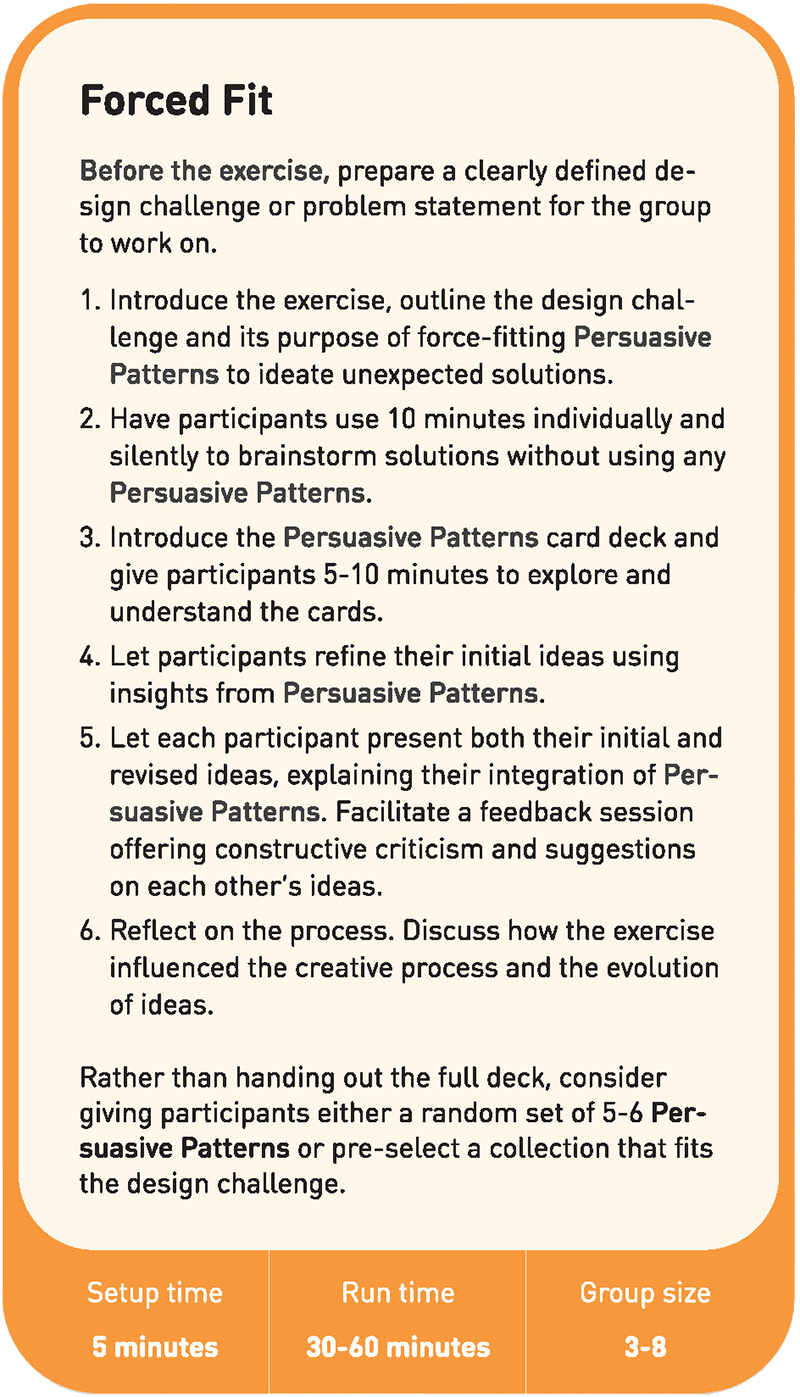 Forced Fit
Before the exercise, prepare a clearly defined de-
sign challenge or problem statement for the group
to work on.
1. Introduce the exercise, outline the design chal-
lenge and its purpose of force-fitting Persuasive
Patterns to ideate unexpected solutions.
2. Have participants use 10 minutes individually and
silently to brainstorm solutions without using any
Persuasive Patterns.
3. Introduce the Persuasive Patterns card deck and
give participants 5-10 minutes to explore and
understand the cards.
4. Let participants refine their initial ideas using
insights from Persuasive Patterns.
5. Let each participant present both their initial and
revised ideas, explaining their integration of Per-
suasive Patterns. Facilitate a feedback session
offering constructive criticism and suggestions
on each other's ideas.
6. Reflect on the process. Discuss how the exercise
influenced the creative process and the evolution
of ideas.
Rather than handing out the full deck, consider
giving participants either a random set of 5-6 Per-
suasive Patterns or pre-select a collection that fits
the design challenge.
Setup time Run time Group size
5 minutes 30-60 minutes 3-8